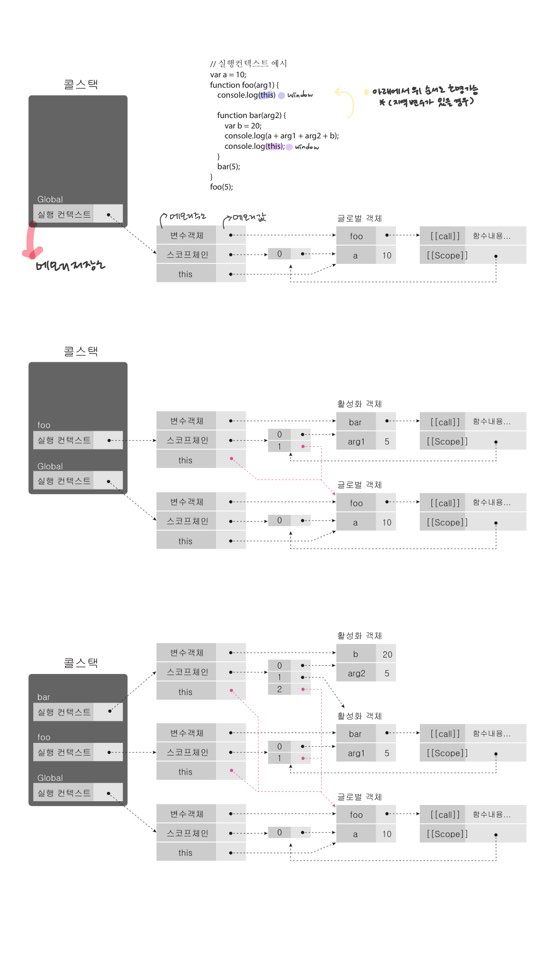 // 실행컨텍스트 예시
var a = 10;
function foo(arg1) {
console.log(this) window
function bar(arg2) {
var b = 20;
console.log(a + arg1 + arg2 + b);
console.log(this); window
}
bar(5);
}
foo(5);
아래에서 위 순서로 설명가능
* (지역변수가 있을 경우)
콜스택
Global
실행 컨텍스트
메모리 저장소
메모리주소
메모리값
변수객체
스코프체인
this
0
글로벌 객체
foo
a 10
[[call]] 함수내용...
[[Scope]]
콜스택
foo
실행 컨텍스트
Global
실행 컨텍스트
변수객체
스코프체인
this
0
1
활성화 객체
bar
arg1 5
[[call]] 함수내용...
[[Scope]]
변수객체
스코프체인
this
0
글로벌 객체
foo
a 10
[[call]] 함수내용...
[[Scope]]
콜스택
bar
실행 컨텍스트
foo
실행 컨텍스트
Global
실행 컨텍스트
변수객체
스코프체인
this
0
1
2
활성화 객체
b 20
arg2 5
변수객체
스코프체인
this
0
1
활성화 객체
bar
arg1 5
[[call]] 함수내용...
[[Scope]]
변수객체
스코프체인
this
0
글로벌 객체
foo
a 10
[[call]] 함수내용...
[[Scope]]